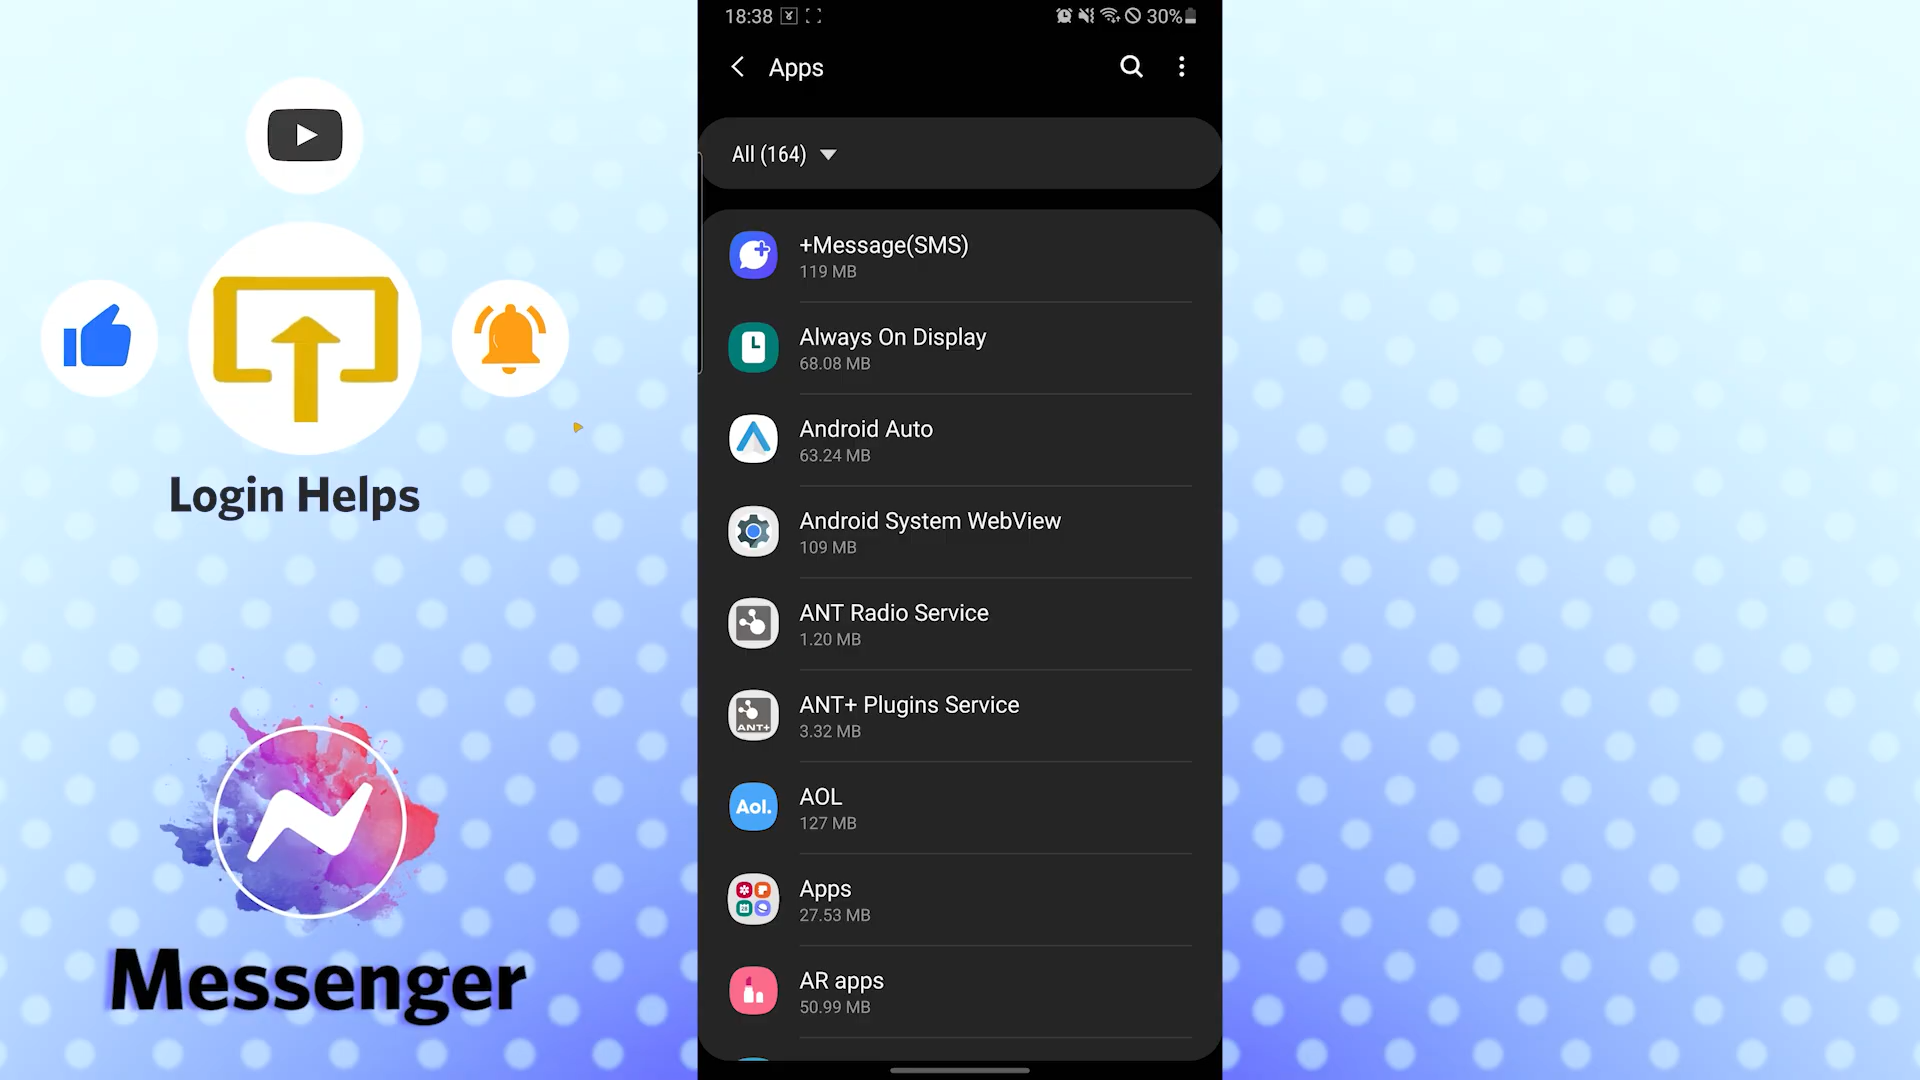 18:38
30%
Apps
All (164)
+Message(SMS)
119 MB
Always On Display
68.08 MB
Android Auto
63.24 MB
Android System WebView
109 MB
ANT Radio Service
1.20 MB
ANT+
ANT+ Plugins Service
3.32 MB
Aol.
AOL
127 MB
Apps
27.53 MB
AR apps
50.99 MB
Login Helps
Messenger